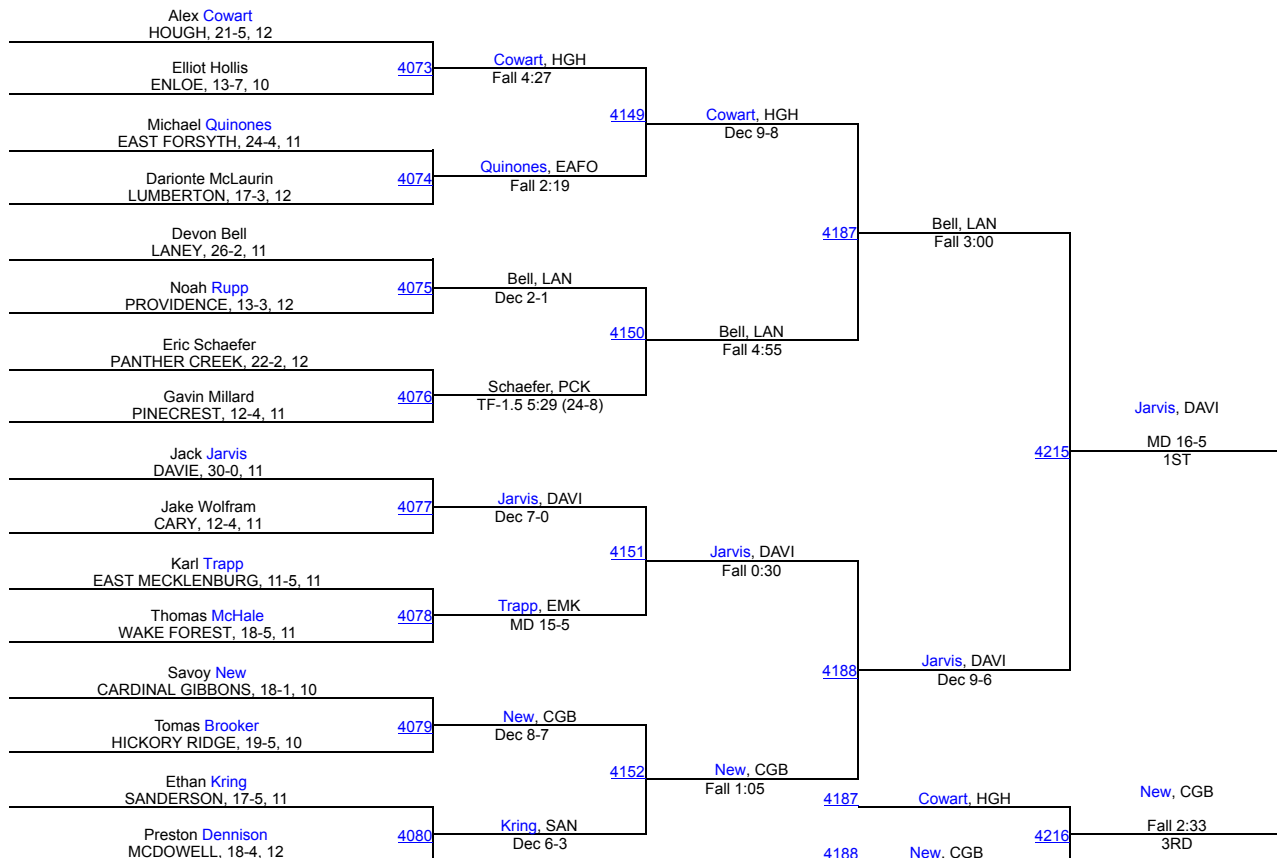 Alex Cowart
HOUGH, 21-5, 12
Elliot Hollis
ENLOE, 13-7, 10
Michael Quinones
EAST FORSYTH, 24-4, 11
Darionte McLaurin
LUMBERTON, 17-3, 12
Devon Bell
LANEY, 26-2, 11
Noah Rupp
PROVIDENCE, 13-3, 12
Eric Schaefer
PANTHER CREEK, 22-2, 12
Gavin Millard
PINECREST, 12-4, 11
Jack Jarvis
DAVIE, 30-0, 11
Jake Wolfram
CARY, 12-4, 11
Karl Trapp
EAST MECKLENBURG, 11-5, 11
Thomas McHale
WAKE FOREST, 18-5, 11
Savoy New
CARDINAL GIBBONS, 18-1, 10
Tomas Brooker
HICKORY RIDGE, 19-5, 10
Ethan Kring
SANDERSON, 17-5, 11
Preston Dennison
MCDOWELL, 18-4, 12
4073
Cowart, HGH
Fall 4:27
4074
Quinones, EAFO
Fall 2:19
4075
Bell, LAN
Dec 2-1
4076
Schaefer, PCK
TF-1.5 5:29 (24-8)
4077
Jarvis, DAVI
Dec 7-0
4078
Trapp, EMK
MD 15-5
4079
New, CGB
Dec 8-7
4080
Kring, SAN
Dec 6-3
4149
Cowart, HGH
Dec 9-8
4150
Bell, LAN
Fall 4:55
4151
Jarvis, DAVI
Fall 0:30
4152
New, CGB
Fall 1:05
4187
Bell, LAN
Fall 3:00
4188
Jarvis, DAVI
Dec 9-6
4215
Jarvis, DAVI
MD 16-5
1ST
4187
Cowart, HGH
4188
New, CGB
4216
New, CGB
Fall 2:33
3RD